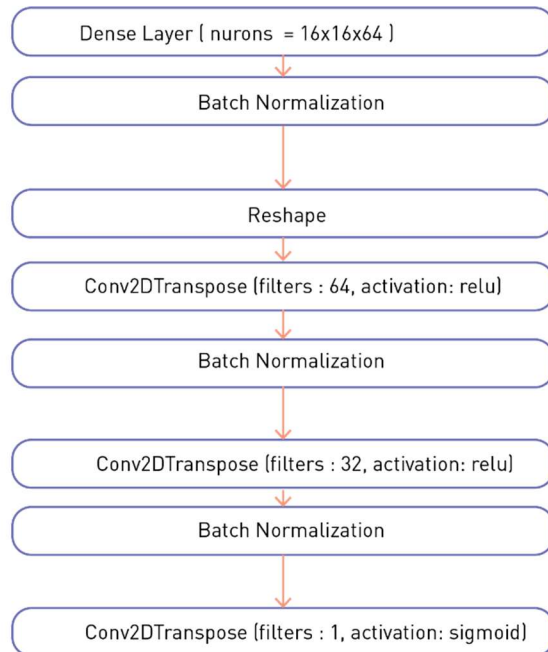 Dense Layer ( nurons = 16x16x64 )
Batch Normalization
Reshape
Conv2DTranspose (filters : 64, activation: relu)
Batch Normalization
Conv2DTranspose (filters : 32, activation: relu)
Batch Normalization
Conv2DTranspose (filters : 1, activation: sigmoid)